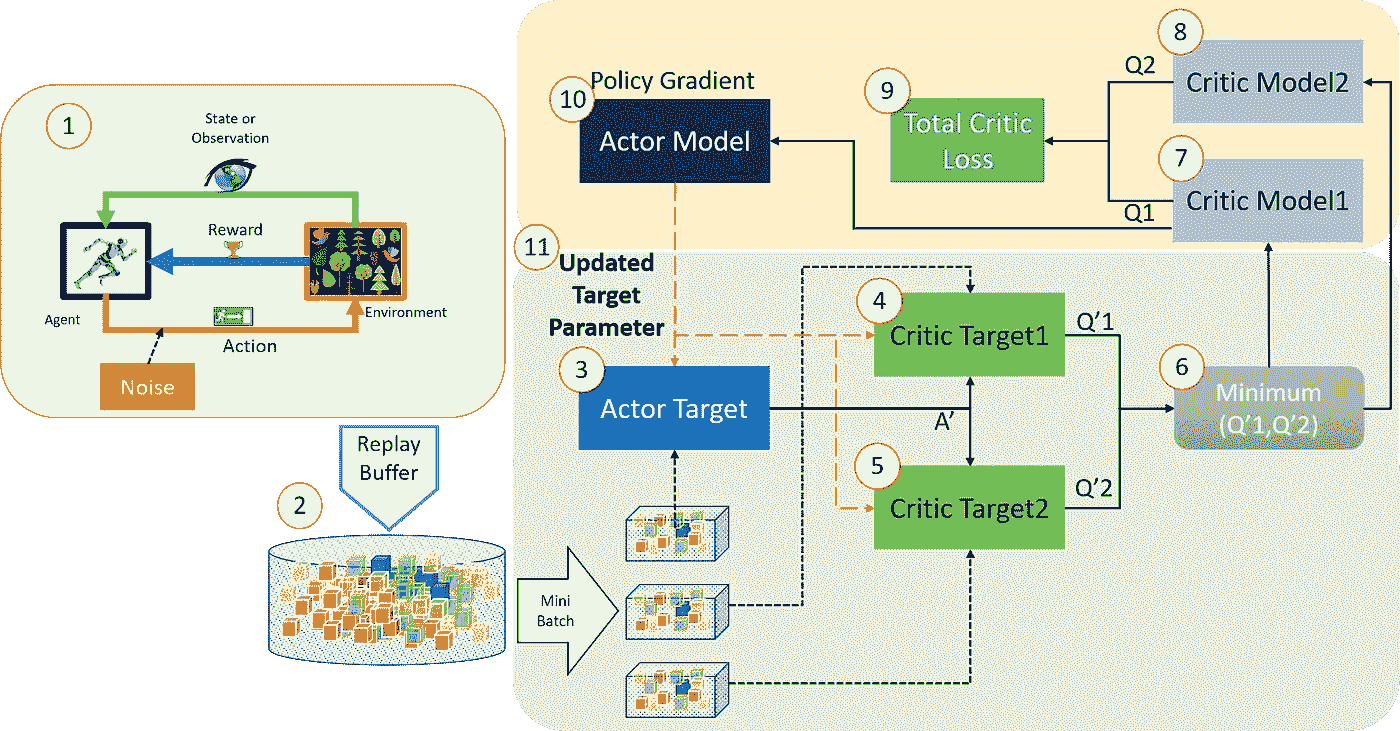 1
State or
Observation
Reward
Agent
Environment
Action
Noise
Replay
Buffer
2
Mini
Batch
Policy Gradient
10
Actor Model
9
Total Critic
Loss
8
Critic Model2
Q2
7
Critic Model1
Q1
11
Updated
Target
Parameter
3
Actor Target
A’
4
Critic Target1
Q’1
5
Critic Target2
Q’2
6
Minimum
(Q’1,Q’2)